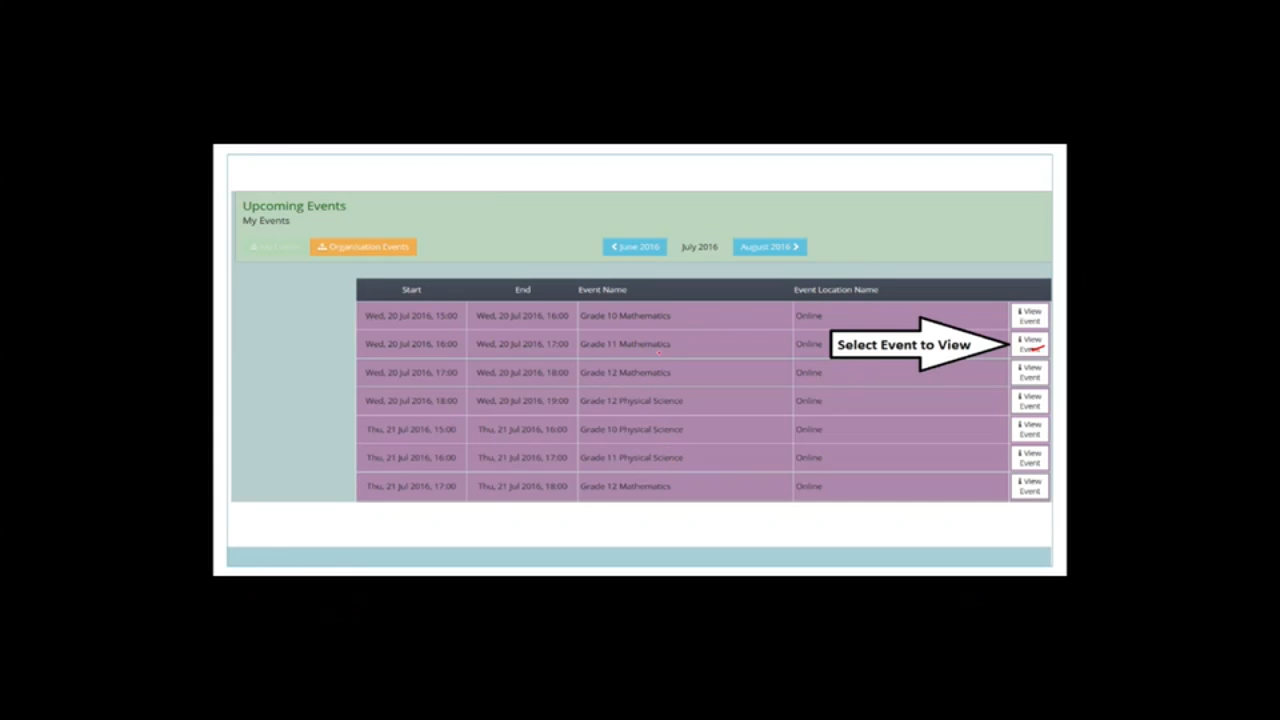 Upcoming Events
My Events
My Events Organisation Events June 2016 July 2016 August 2016
Start End Event Name Event Location Name
Wed, 20 Jul 2016, 15:00 Wed, 20 Jul 2016, 16:00 Grade 10 Mathematics Online View Event
Wed, 20 Jul 2016, 16:00 Wed, 20 Jul 2016, 17:00 Grade 11 Mathematics Online Select Event to View View Event
Wed, 20 Jul 2016, 17:00 Wed, 20 Jul 2016, 18:00 Grade 12 Mathematics Online View Event
Wed, 20 Jul 2016, 18:00 Wed, 20 Jul 2016, 19:00 Grade 12 Physical Science Online View Event
Thu, 21 Jul 2016, 15:00 Thu, 21 Jul 2016, 16:00 Grade 10 Physical Science Online View Event
Thu, 21 Jul 2016, 16:00 Thu, 21 Jul 2016, 17:00 Grade 11 Physical Science Online View Event
Thu, 21 Jul 2016, 17:00 Thu, 21 Jul 2016, 18:00 Grade 12 Mathematics Online View Event